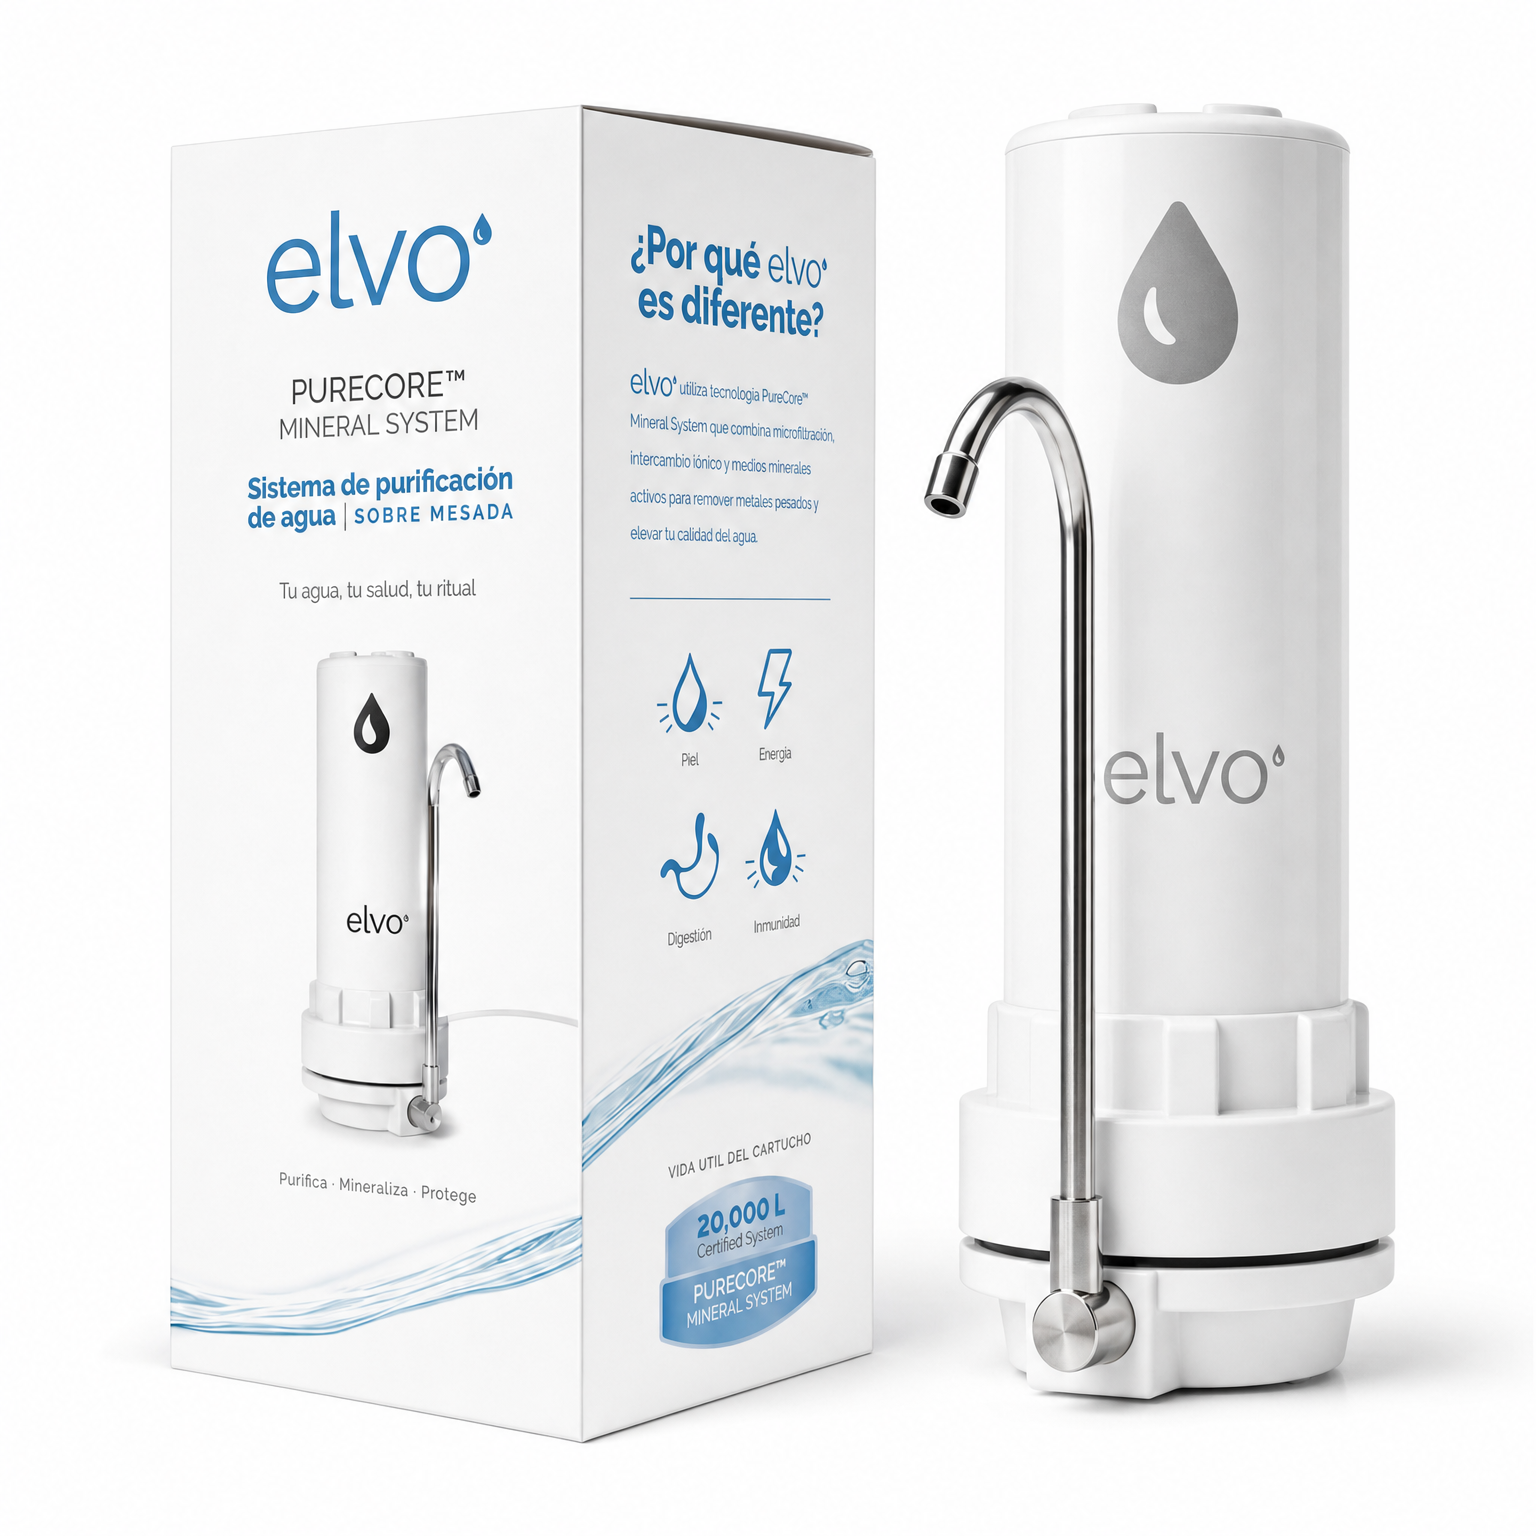 elvo
PURECORE™
MINERAL SYSTEM
Sistema de purificación
de agua | SOBRE MESADA
Tu agua, tu salud, tu ritual
elvo
Purifica · Mineraliza · Protege
¿Por qué elvo
es diferente?
elvo utiliza tecnologia PureCore™
Mineral System que combina microfiltración,
intercambio iónico y medios minerales
activos para remover metales pesados y
elevar tu calidad del agua.
Piel
Energia
Digestión
Inmunidad
VIDA UTIL DEL CARTUCHO
20,000 L
Certified System
PURECORE™
MINERAL SYSTEM
elvo